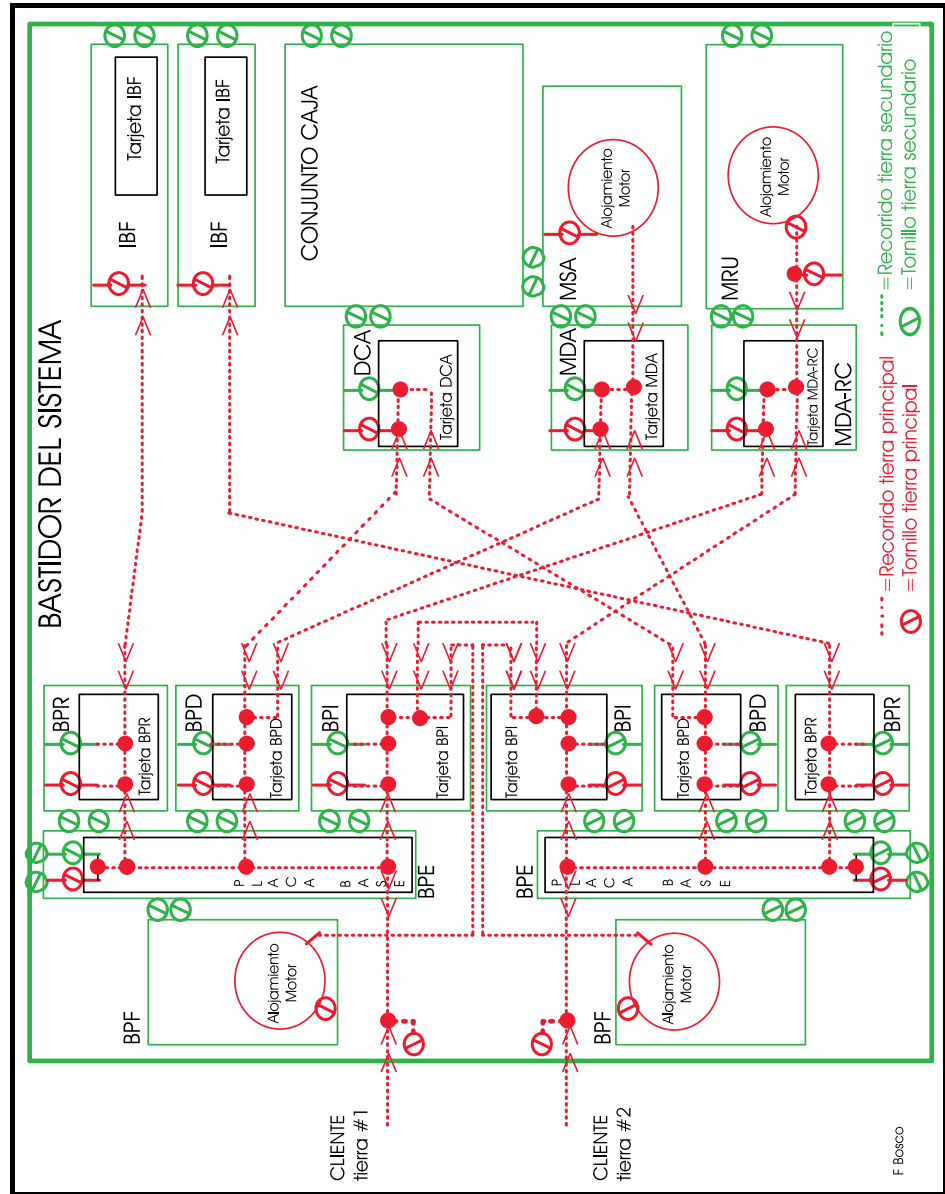 BASTIDOR DEL SISTEMA
IBF
Tarjeta IBF
IBF
Tarjeta IBF
CONJUNTO CAJA
DCA
Tarjeta DCA
MSA
Alojamiento
Motor
MDA
Tarjeta MDA
MRU
Alojamiento
Motor
MDA-RC
Tarjeta MDA-RC
BPR
Tarjeta BPR
BPD
Tarjeta BPD
BPI
Tarjeta BPI
BPI
Tarjeta BPI
BPD
Tarjeta BPD
BPR
Tarjeta BPR
BPE
PLACA BASE
BPE
PLACA BASE
BPF
Alojamiento
Motor
BPF
Alojamiento
Motor
CLIENTE
tierra #1
CLIENTE
tierra #2
=Recorrido tierra principal
=Tornillo tierra principal
=Recorrido tierra secundario
=Tornillo tierra secundario
F Bosco